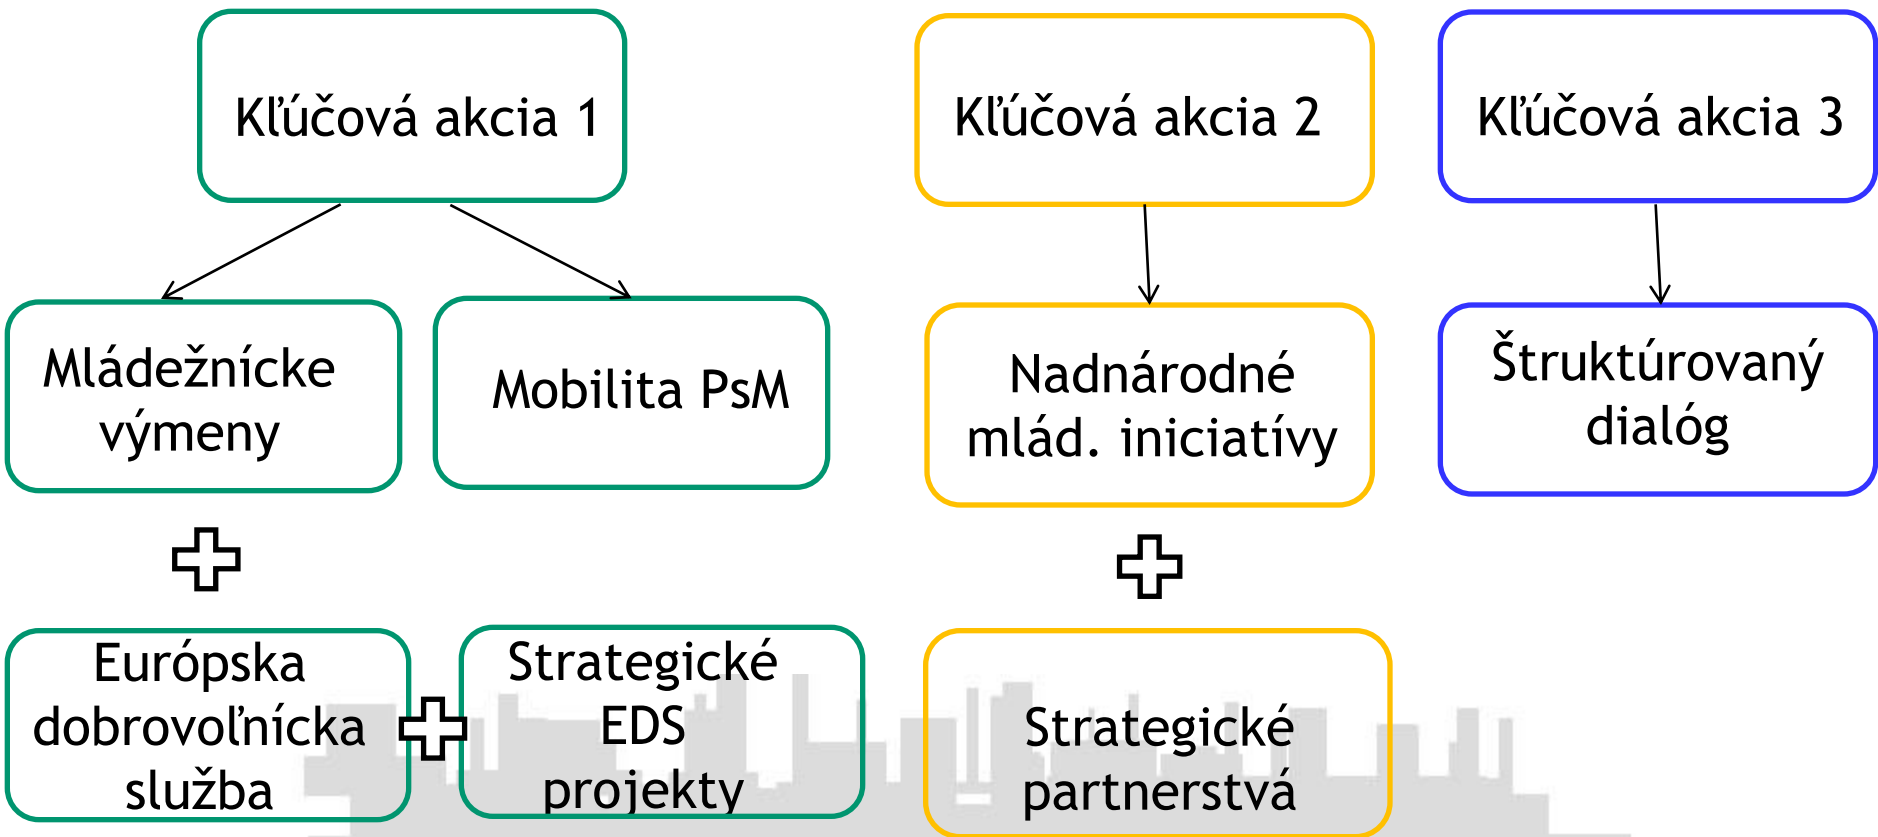 Kľúčová akcia 1
Kľúčová akcia 2
Kľúčová akcia 3
Mládežnícke
výmeny
Mobilita PsM
Nadnárodné
mlád. iniciatívy
Štruktúrovaný
dialóg
Európska
dobrovoľnícka
služba
Strategické
EDS
projekty
Strategické
partnerstvá